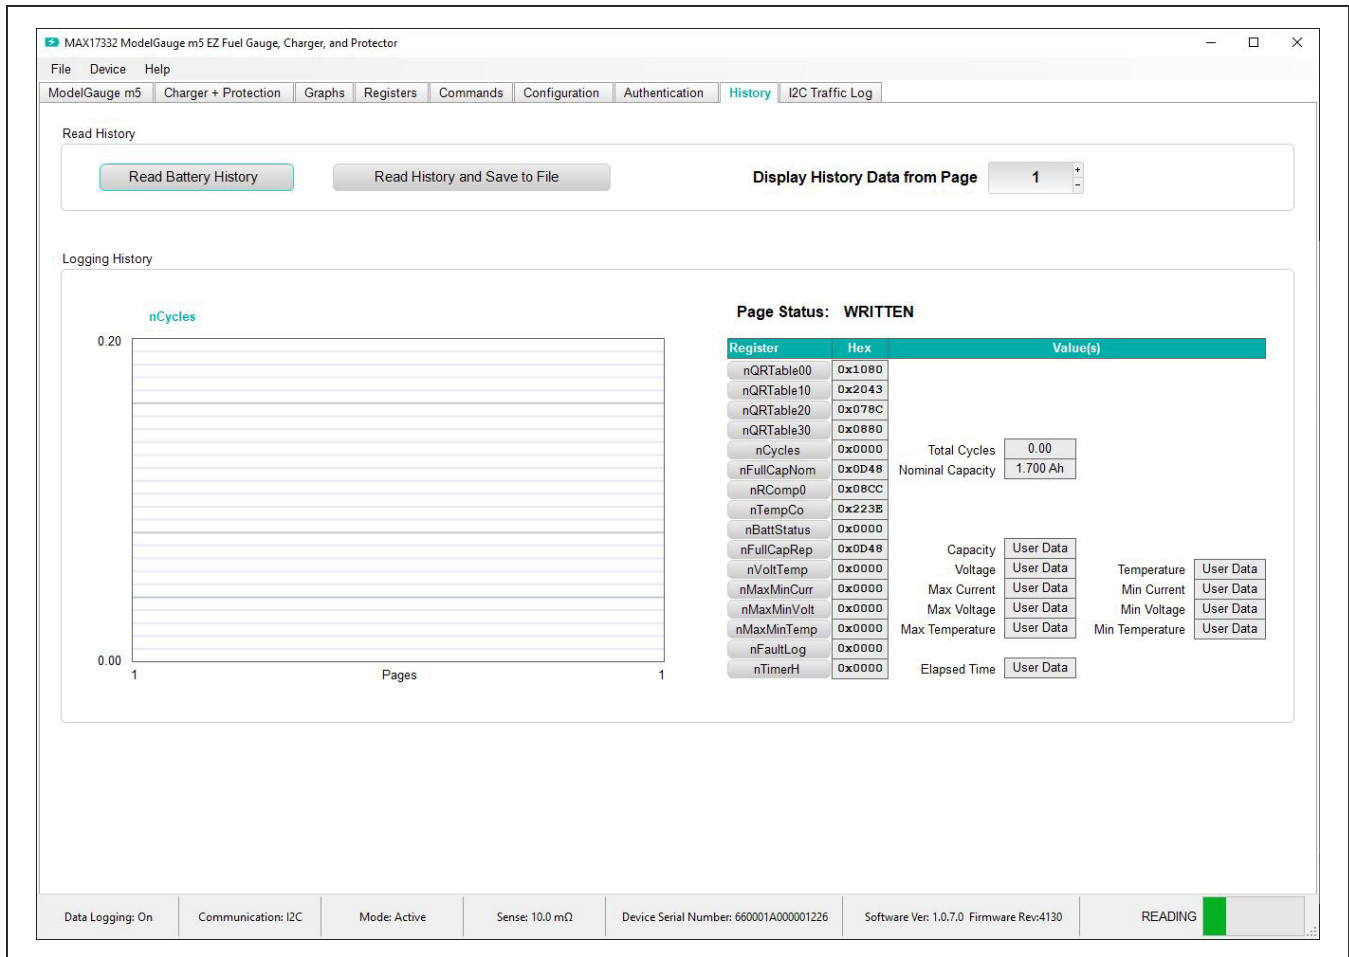 MAX17332 ModelGauge m5 EZ Fuel Gauge, Charger, and Protector
File Device Help
ModelGauge m5 Charger + Protection Graphs Registers Commands Configuration Authentication History I2C Traffic Log
Read History
Read Battery History Read History and Save to File Display History Data from Page 1 + -
Logging History
nCycles
0.20
0.00
1 Pages 1
Page Status: WRITTEN
Register Hex Value(s)
nQRTable00 0x1080
nQRTable10 0x2043
nQRTable20 0x078C
nQRTable30 0x0880
nCycles 0x0000 Total Cycles 0.00
nFullCapNom 0x0D48 Nominal Capacity 1.700 Ah
nRComp0 0x08CC
nTempCo 0x223E
nBattStatus 0x0000
nFullCapRep 0x0D48 Capacity User Data
nVoltTemp 0x0000 Voltage User Data Temperature User Data
nMaxMinCurr 0x0000 Max Current User Data Min Current User Data
nMaxMinVolt 0x0000 Max Voltage User Data Min Voltage User Data
nMaxMinTemp 0x0000 Max Temperature User Data Min Temperature User Data
nFaultLog 0x0000
nTimerH 0x0000 Elapsed Time User Data
Data Logging: On Communication: I2C Mode: Active Sense: 10.0 mΩ Device Serial Number: 660001A000001226 Software Ver: 1.0.7.0 Firmware Rev:4130 READING